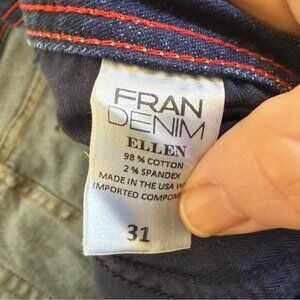 FRAN
DENIM
ELLEN
98 % COTTON
2 % SPANDEX
MADE IN THE USA W
IMPORTED COMPONE
31